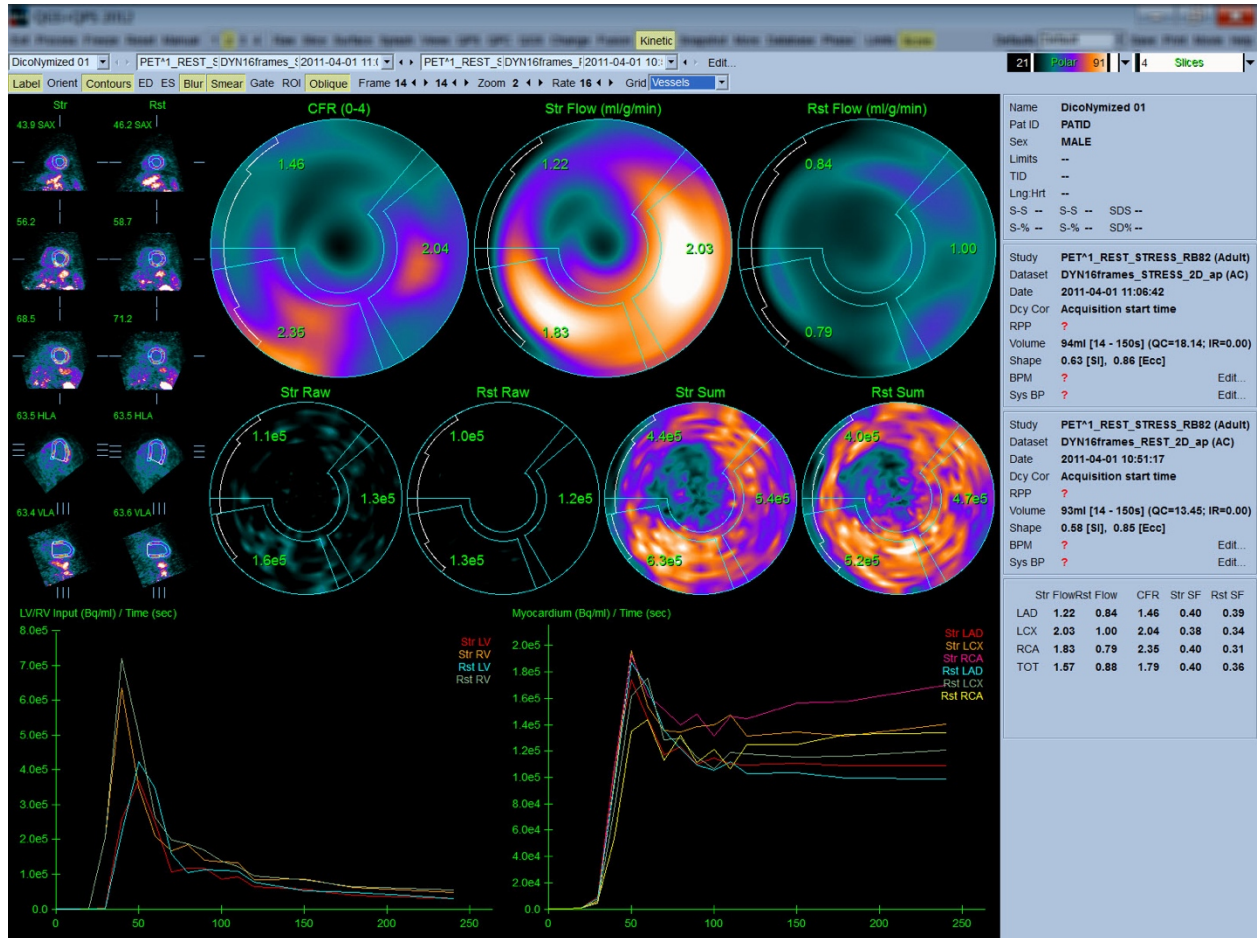 QGS+QPS 2012
Kinetic
DicoNymized 01 PET^1_REST_S DYN16frames_S 2011-04-01 11:( PET^1_REST_S DYN16frames_F 2011-04-01 10: Edit...
21 Polar 91 4 Slices
Label Orient Contours ED ES Blur Smear Gate ROI Oblique Frame 14 14 Zoom 2 Rate 16 Grid Vessels
Str Rst
43.9 SAX 46.2 SAX
56.2 58.7
68.5 71.2
63.5 HLA 63.5 HLA
63.4 VLA 63.6 VLA
CFR (0-4)
1.46
2.04
2.35
Str Flow (ml/g/min)
1.22
2.03
1.83
Rst Flow (ml/g/min)
0.84
1.00
0.79
Str Raw
1.1e5
1.3e5
1.6e5
Rst Raw
1.0e5
1.2e5
1.3e5
Str Sum
4.4e5
5.4e5
6.3e5
Rst Sum
4.0e5
4.7e5
5.2e5
LV/RV Input (Bq/ml) / Time (sec)
8.0e5
7.0e5
6.0e5
5.0e5
4.0e5
3.0e5
2.0e5
1.0e5
0.0
0 50 100 150 200 250
Str LV
Str RV
Rst LV
Rst RV
Myocardium (Bq/ml) / Time (sec)
2.0e5
1.8e5
1.6e5
1.4e5
1.2e5
1.0e5
8.0e4
6.0e4
4.0e4
2.0e4
0.0
0 50 100 150 200 250
Str LAD
Str LCX
Str RCA
Rst LAD
Rst LCX
Rst RCA
Name DicoNymized 01
Pat ID PATID
Sex MALE
Limits --
TID --
Lng:Hrt --
S-S -- S-S -- SDS --
S-% -- S-% -- SD% --
Study PET^1_REST_STRESS_RB82 (Adult)
Dataset DYN16frames_STRESS_2D_ap (AC)
Date 2011-04-01 11:06:42
Dcy Cor Acquisition start time
RPP ?
Volume 94ml [14 - 150s] (QC=18.14; IR=0.00)
Shape 0.63 [SI], 0.86 [Ecc]
BPM ? Edit...
Sys BP ? Edit...
Study PET^1_REST_STRESS_RB82 (Adult)
Dataset DYN16frames_REST_2D_ap (AC)
Date 2011-04-01 10:51:17
Dcy Cor Acquisition start time
RPP ?
Volume 93ml [14 - 150s] (QC=13.45; IR=0.00)
Shape 0.58 [SI], 0.85 [Ecc]
BPM ? Edit...
Sys BP ? Edit...
Str Flow Rst Flow CFR Str SF Rst SF
LAD 1.22 0.84 1.46 0.40 0.39
LCX 2.03 1.00 2.04 0.38 0.34
RCA 1.83 0.79 2.35 0.40 0.31
TOT 1.57 0.88 1.79 0.40 0.36